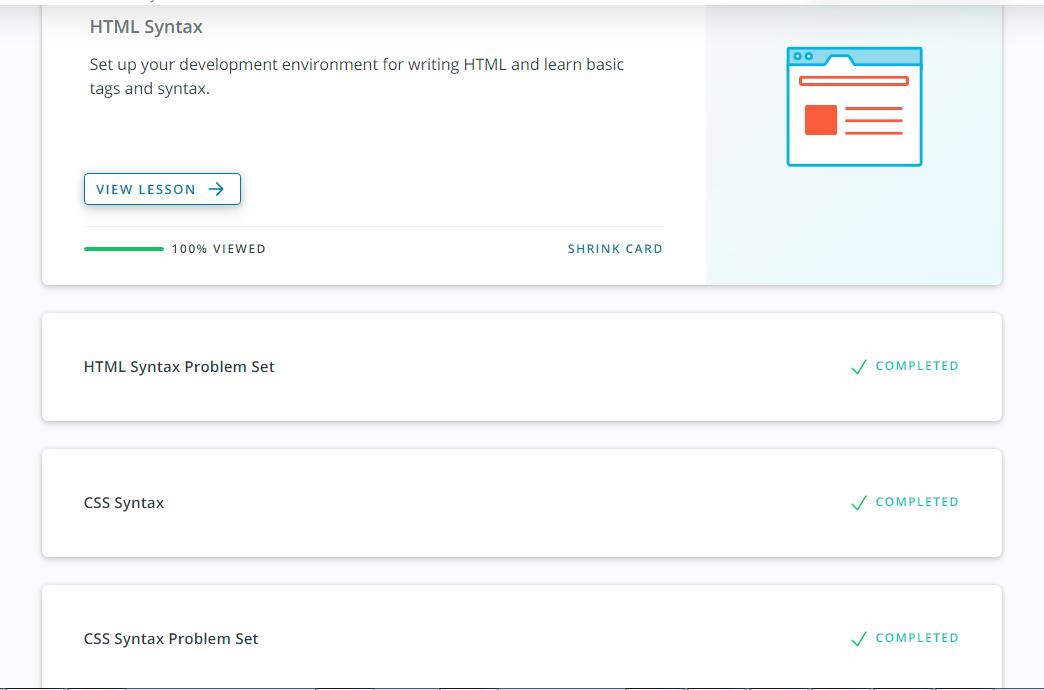 HTML Syntax
Set up your development environment for writing HTML and learn basic
tags and syntax.
VIEW LESSON
100% VIEWED
SHRINK CARD
HTML Syntax Problem Set
COMPLETED
CSS Syntax
COMPLETED
CSS Syntax Problem Set
COMPLETED